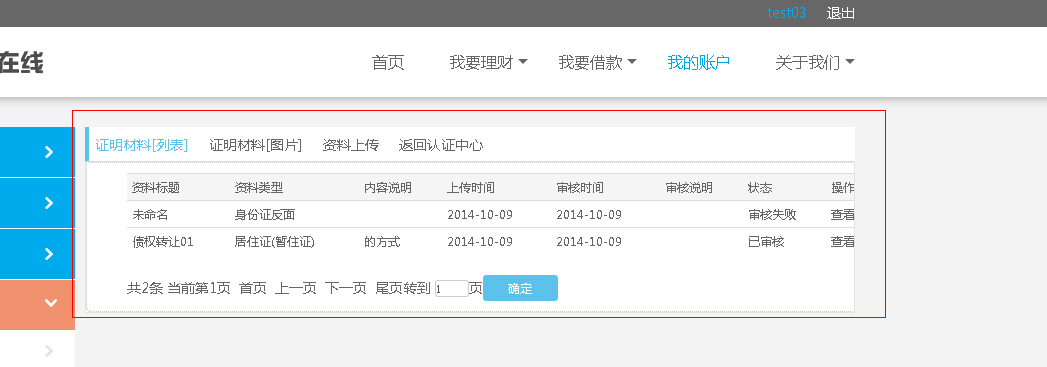 test03 退出
在线 首页 我要理财 我要借款 我的账户 关于我们
证明材料[列表] 证明材料[图片] 资料上传 返回认证中心
资料标题 资料类型 内容说明 上传时间 审核时间 审核说明 状态 操作
未命名 身份证反面 2014-10-09 2014-10-09 审核失败 查看
债权转让01 居住证(暂住证) 的方式 2014-10-09 2014-10-09 已审核 查看
共2条 当前第1页 首页 上一页 下一页 尾页转到 1 页 确定